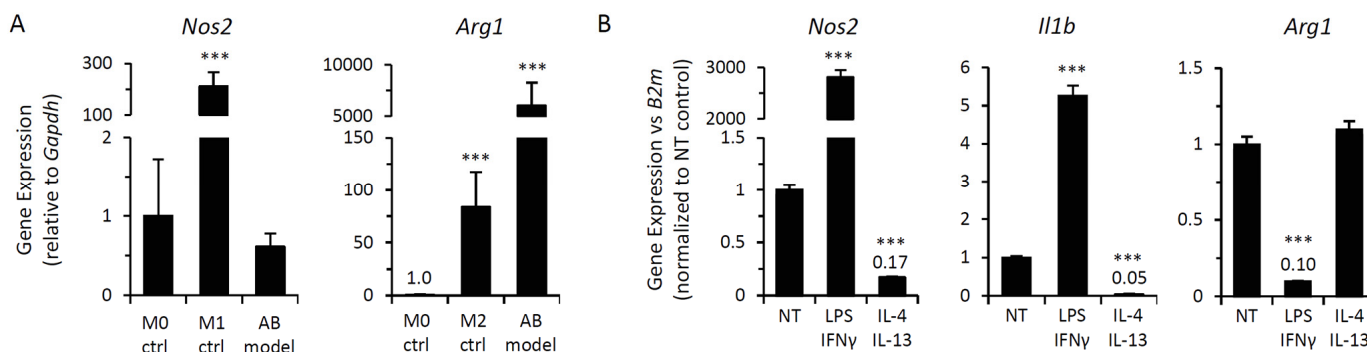 A
Nos2
Gene Expression
(relative to Gapdh)
300
200
100
2
1
0
***
M0
ctrl
M1
ctrl
AB
model
Arg1
10000
5000
150
100
75
50
25
0
1.0
***
***
M0
ctrl
M2
ctrl
AB
model
B
Nos2
Gene Expression vs B2m
(normalized to NT control)
3000
2000
1
0.5
0
***
***
0.17
NT
LPS
IFNγ
IL-4
IL-13
Il1b
6
5
4
3
2
1
0
***
***
0.05
NT
LPS
IFNγ
IL-4
IL-13
Arg1
1.5
1
0.5
0
***
0.10
NT
LPS
IFNγ
IL-4
IL-13